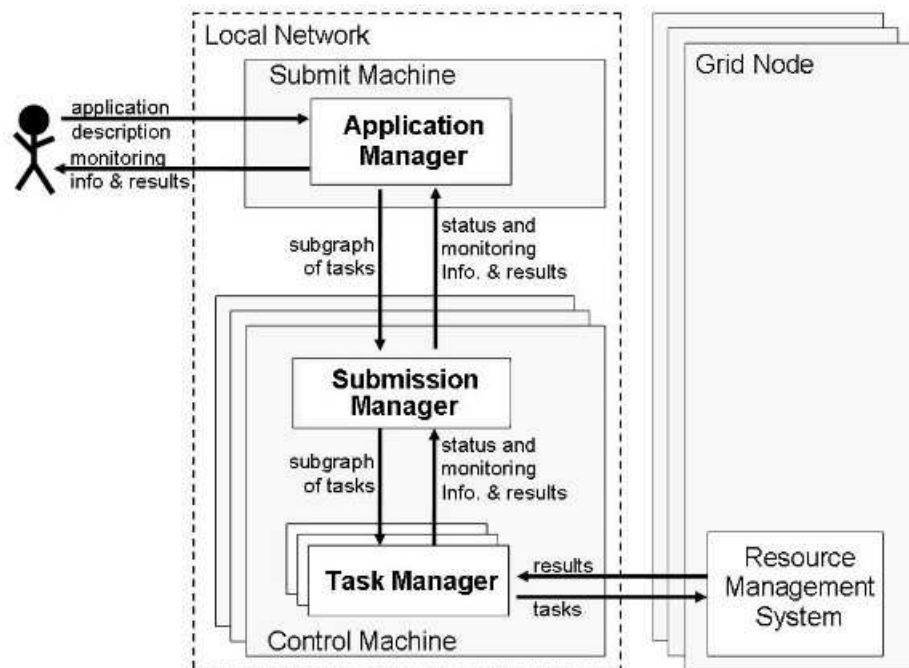 Local Network
Submit Machine
Grid Node
application
description
monitoring
info & results
Application
Manager
subgraph
of tasks
status and
monitoring
Info. & results
Submission
Manager
subgraph
of tasks
status and
monitoring
Info. & results
Task Manager
results
tasks
Resource
Management
System
Control Machine